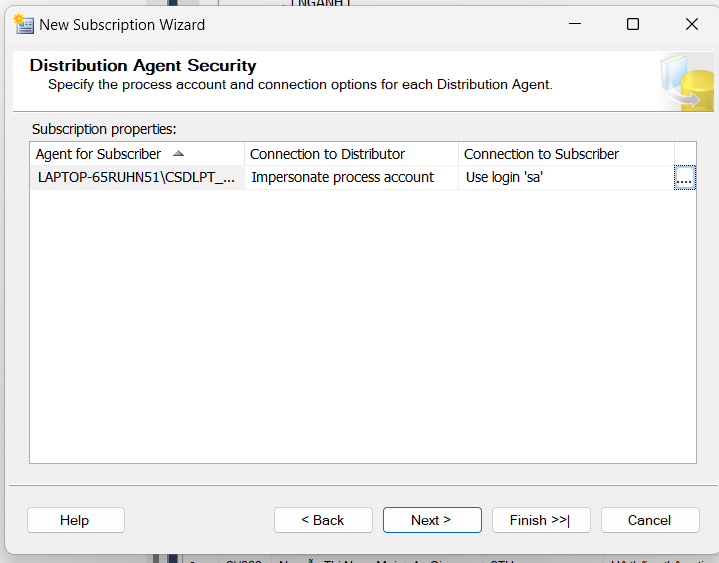 LNGANH1
New Subscription Wizard
Distribution Agent Security
Specify the process account and connection options for each Distribution Agent.
Subscription properties:
Agent for Subscriber Connection to Distributor Connection to Subscriber
LAPTOP-65RUHN51\CSDLPT_... Impersonate process account Use login 'sa' ....
Help < Back Next > Finish >>| Cancel